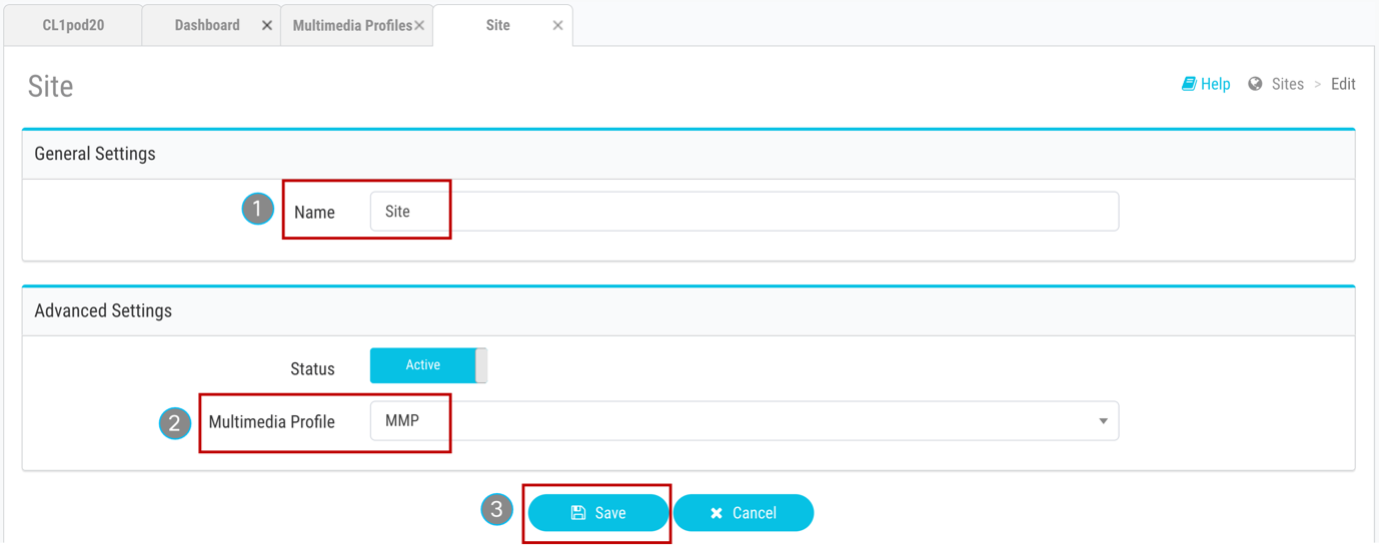 CL1pod20 Dashboard × Multimedia Profiles × Site ×
Site Help Sites > Edit
General Settings
1 Name Site
Advanced Settings
Status Active
2 Multimedia Profile MMP
3 Save Cancel